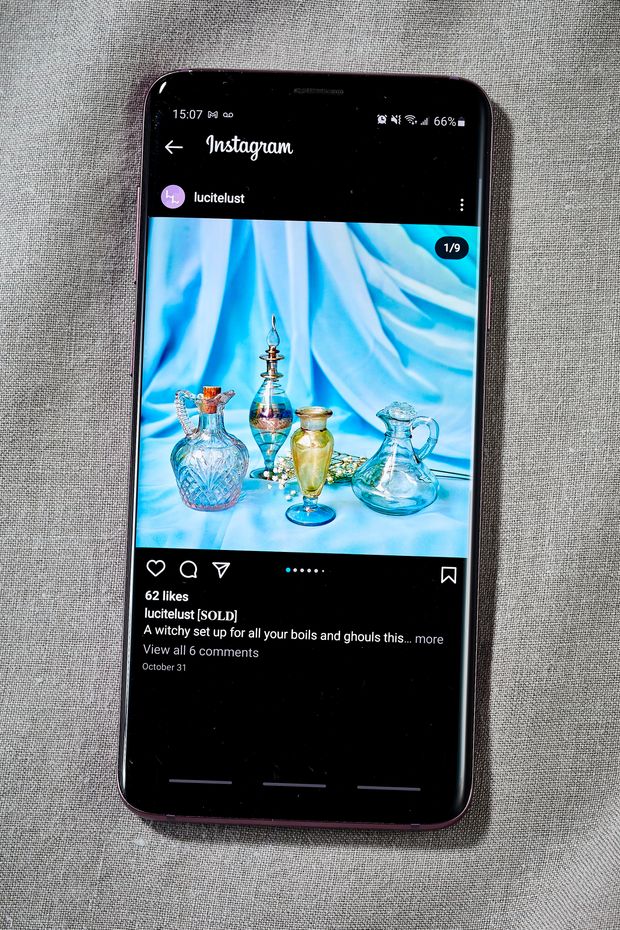 15:07 66%
Instagram
lucitelust
1/9
62 likes
lucitelust [𝐒𝐎𝐋𝐃]
A witchy set up for all your boils and ghouls this... more
View all 6 comments
October 31